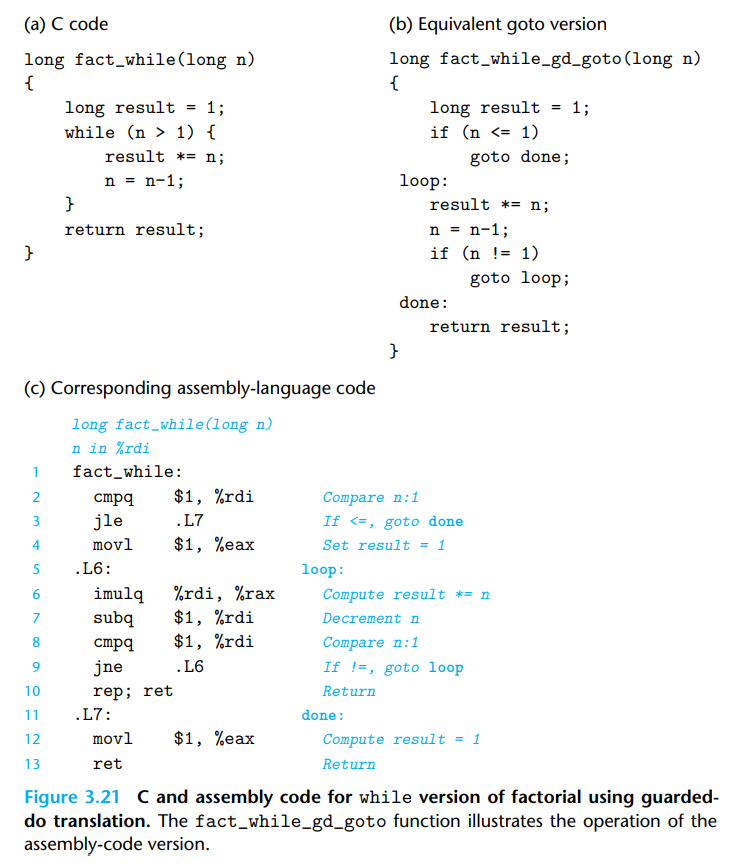 (a) C code
long fact_while(long n)
{
    long result = 1;
    while (n > 1) {
        result *= n;
        n = n-1;
    }
    return result;
}
(b) Equivalent goto version
long fact_while_gd_goto(long n)
{
    long result = 1;
    if (n <= 1)
        goto done;
 loop:
    result *= n;
    n = n-1;
    if (n != 1)
        goto loop;
 done:
    return result;
}
(c) Corresponding assembly-language code
long fact_while(long n)
n in %rdi
1 fact_while:
2 cmpq $1, %rdi Compare n:1
3 jle .L7 If <=, goto done
4 movl $1, %eax Set result = 1
5 .L6: loop:
6 imulq %rdi, %rax Compute result *= n
7 subq $1, %rdi Decrement n
8 cmpq $1, %rdi Compare n:1
9 jne .L6 If !=, goto loop
10 rep; ret Return
11 .L7: done:
12 movl $1, %eax Compute result = 1
13 ret Return
Figure 3.21 C and assembly code for while version of factorial using guarded-
do translation. The fact_while_gd_goto function illustrates the operation of the
assembly-code version.